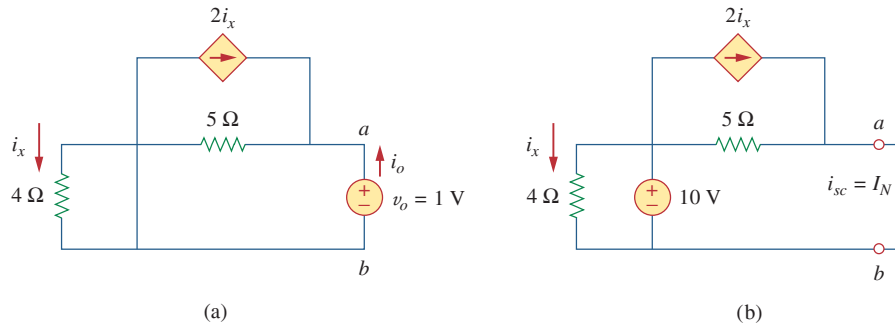 2i_x
5 Ω
a
i_x
i_o
4 Ω
+
−
v_o = 1 V
b
(a)
2i_x
5 Ω
a
i_x
4 Ω
+
−
10 V
i_sc = I_N
b
(b)